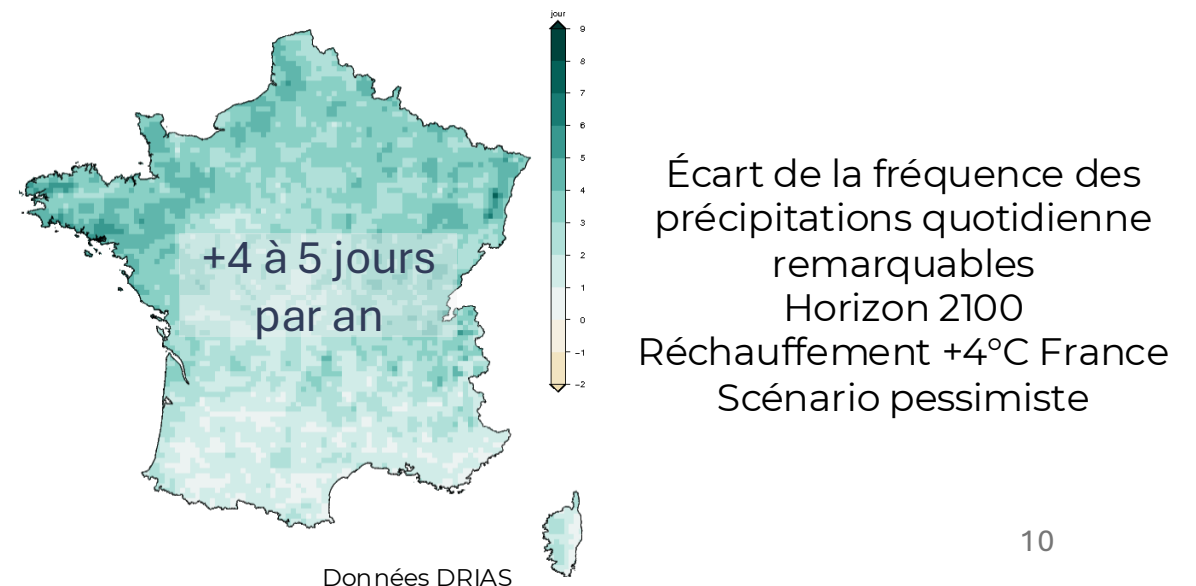 jour
9
8
7
6
5
4
3
2
1
0
−1
−2
+4 à 5 jours
par an
Données DRIAS
Écart de la fréquence des
précipitations quotidienne
remarquables
Horizon 2100
Réchauffement +4°C France
Scénario pessimiste
10